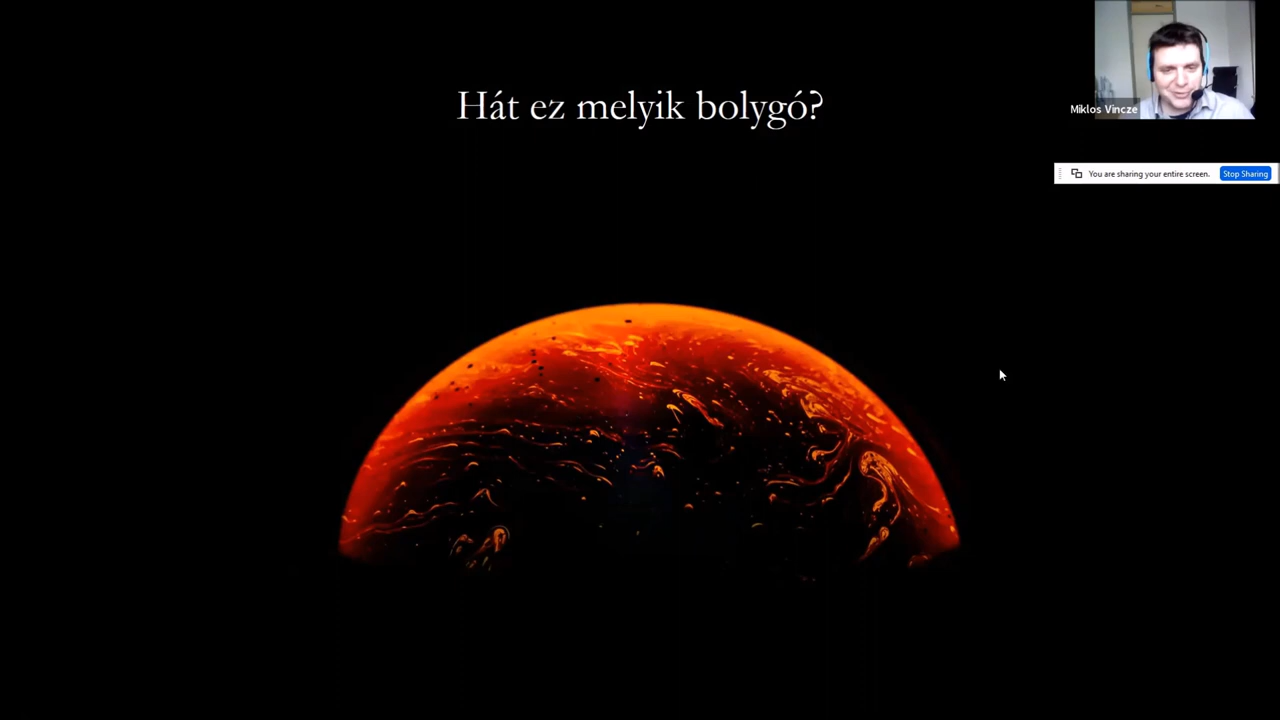 Hát ez melyik bolygó?
Miklos Vincze
You are sharing your entire screen. Stop Sharing